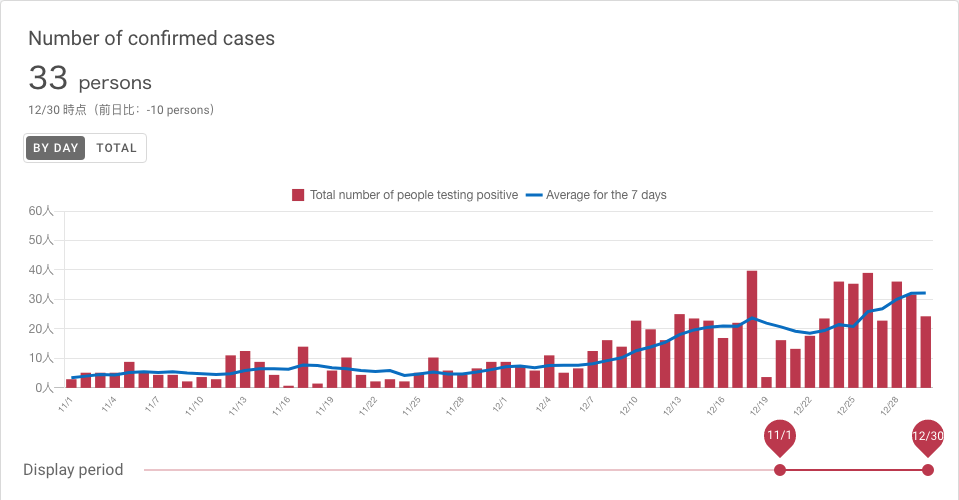 Number of confirmed cases
33 persons
12/30 時点（前日比：-10 persons）
BY DAY TOTAL
Total number of people testing positive Average for the 7 days
60人
50人
40人
30人
20人
10人
0人
11/1 11/4 11/7 11/10 11/13 11/16 11/19 11/22 11/25 11/28 12/1 12/4 12/7 12/10 12/13 12/16 12/19 12/22 12/25 12/28
11/1 12/30
Display period